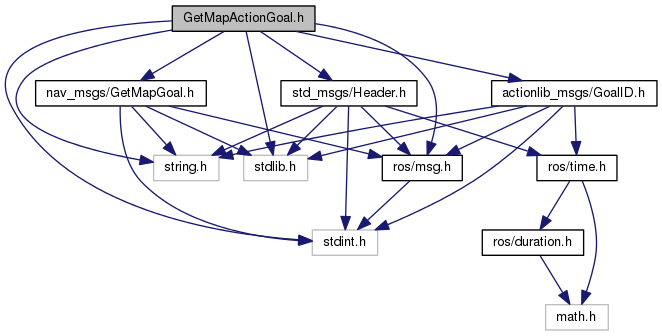 GetMapActionGoal.h
nav_msgs/GetMapGoal.h
std_msgs/Header.h
actionlib_msgs/GoalID.h
string.h
stdlib.h
ros/msg.h
ros/time.h
stdint.h
ros/duration.h
math.h